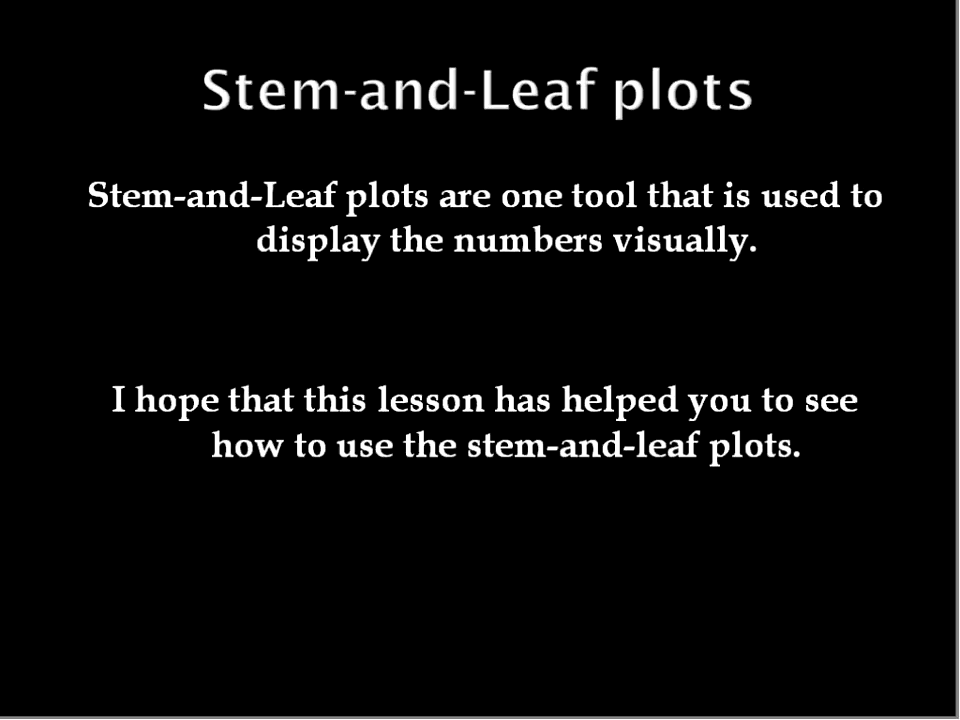 Stem-and-Leaf plots
Stem-and-Leaf plots are one tool that is used to
display the numbers visually.
I hope that this lesson has helped you to see
how to use the stem-and-leaf plots.